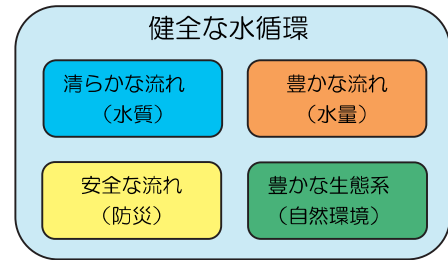 健全な水循環
清らかな流れ
（水質）
豊かな流れ
（水量）
安全な流れ
（防災）
豊かな生態系
（自然環境）